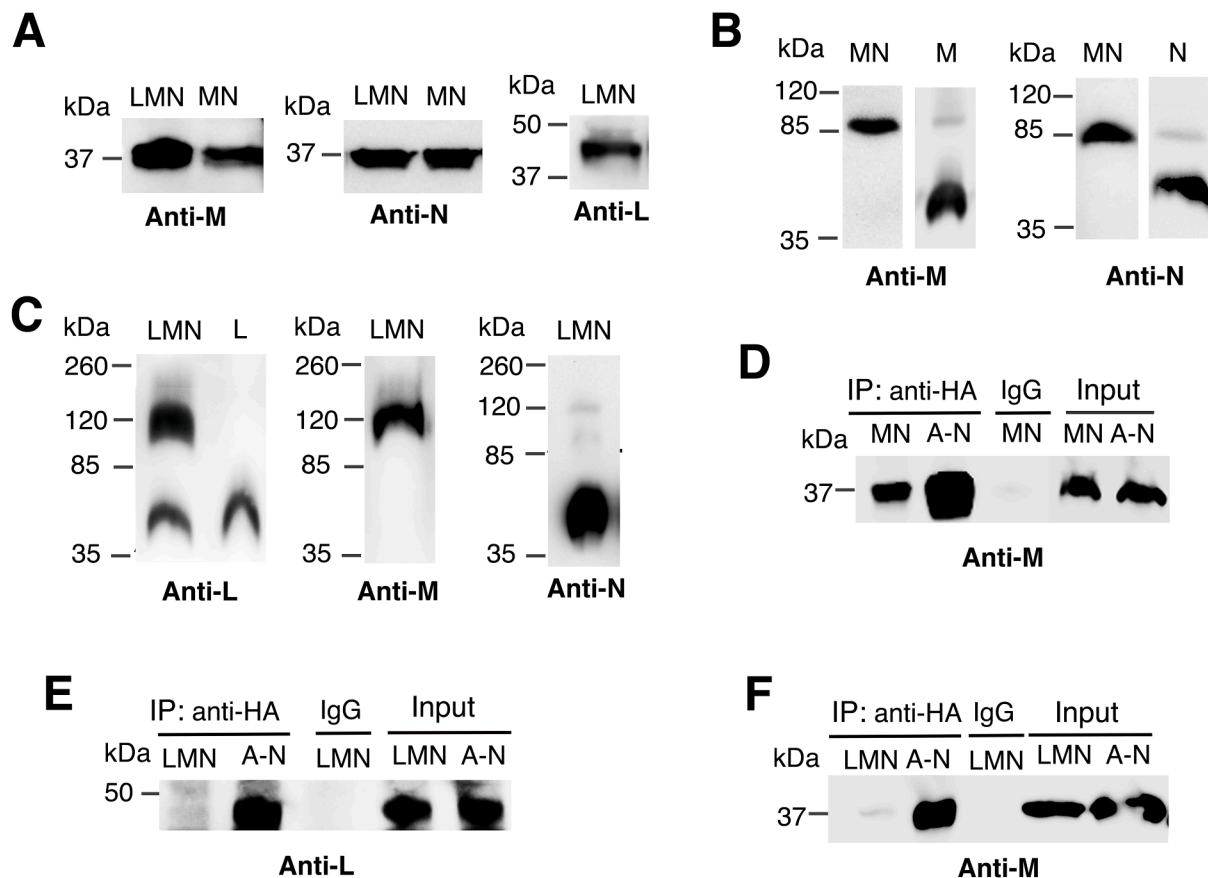 A
kDa
LMN MN
37
Anti-M
kDa
LMN MN
37
Anti-N
kDa
LMN
50
37
Anti-L
B
kDa MN M
120
85
35
Anti-M
kDa MN N
120
85
35
Anti-N
C
kDa LMN L
260
120
85
35
Anti-L
kDa LMN
260
120
85
35
Anti-M
kDa LMN
260
120
85
35
Anti-N
D
IP: anti-HA IgG Input
kDa MN A-N MN MN A-N
37
Anti-M
E
IP: anti-HA IgG Input
kDa LMN A-N LMN LMN A-N
50
Anti-L
F
IP: anti-HA IgG Input
kDa LMN A-N LMN LMN A-N
37
Anti-M